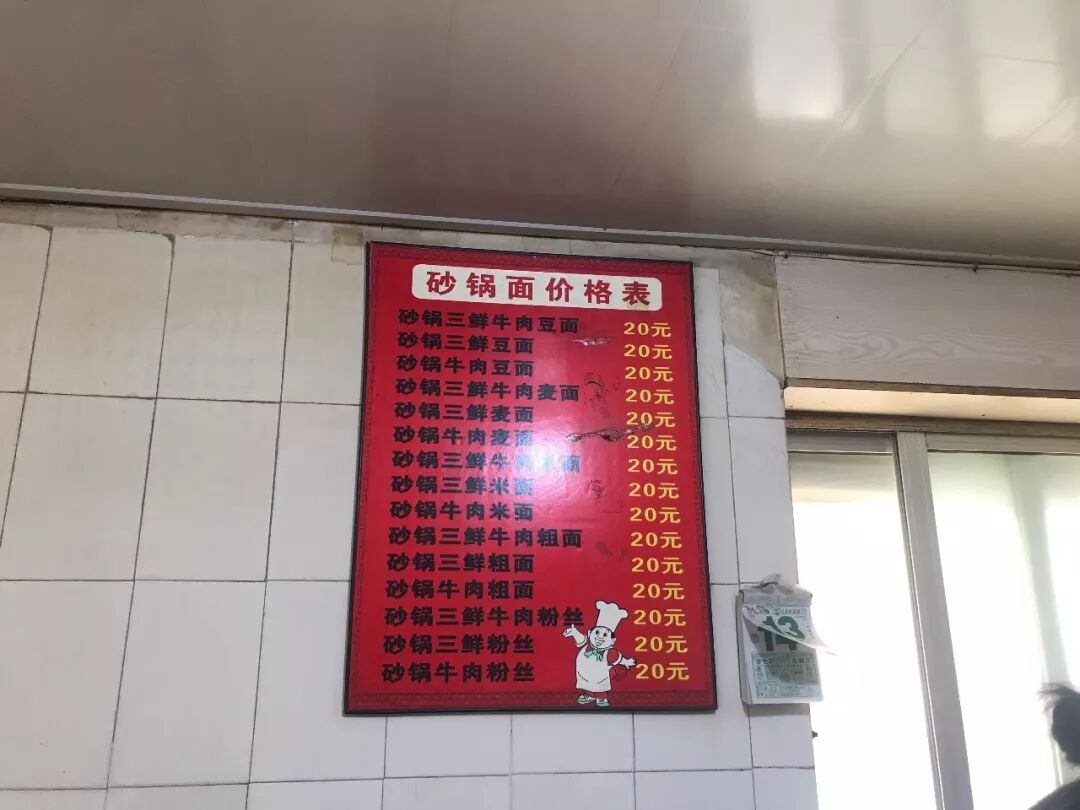 砂锅面价格表
砂锅三鲜牛肉豆面 20元
砂锅三鲜豆面 20元
砂锅牛肉豆面 20元
砂锅三鲜牛肉麦面 20元
砂锅三鲜麦面 20元
砂锅牛肉麦面 20元
砂锅三鲜牛 面 20元
砂锅三鲜米面 20元
砂锅牛肉米面 20元
砂锅三鲜牛肉粗面 20元
砂锅三鲜粗面 20元
砂锅牛肉粗面 20元
砂锅三鲜牛肉粉丝 20元
砂锅三鲜粉丝 20元
砂锅牛肉粉丝 20元
13